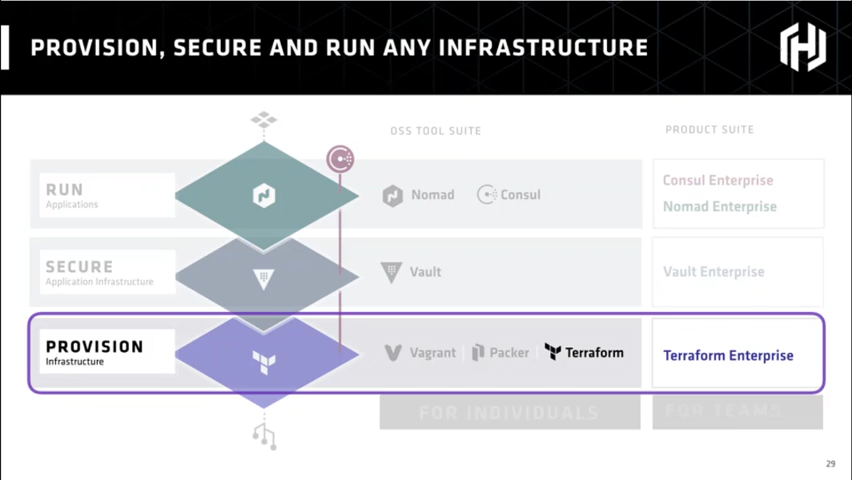 PROVISION, SECURE AND RUN ANY INFRASTRUCTURE
OSS TOOL SUITE
PRODUCT SUITE
RUN
Applications
Nomad
Consul
Consul Enterprise
Nomad Enterprise
SECURE
Application Infrastructure
Vault
Vault Enterprise
PROVISION
Infrastructure
Vagrant
Packer
Terraform
Terraform Enterprise
FOR INDIVIDUALS
FOR TEAMS
29